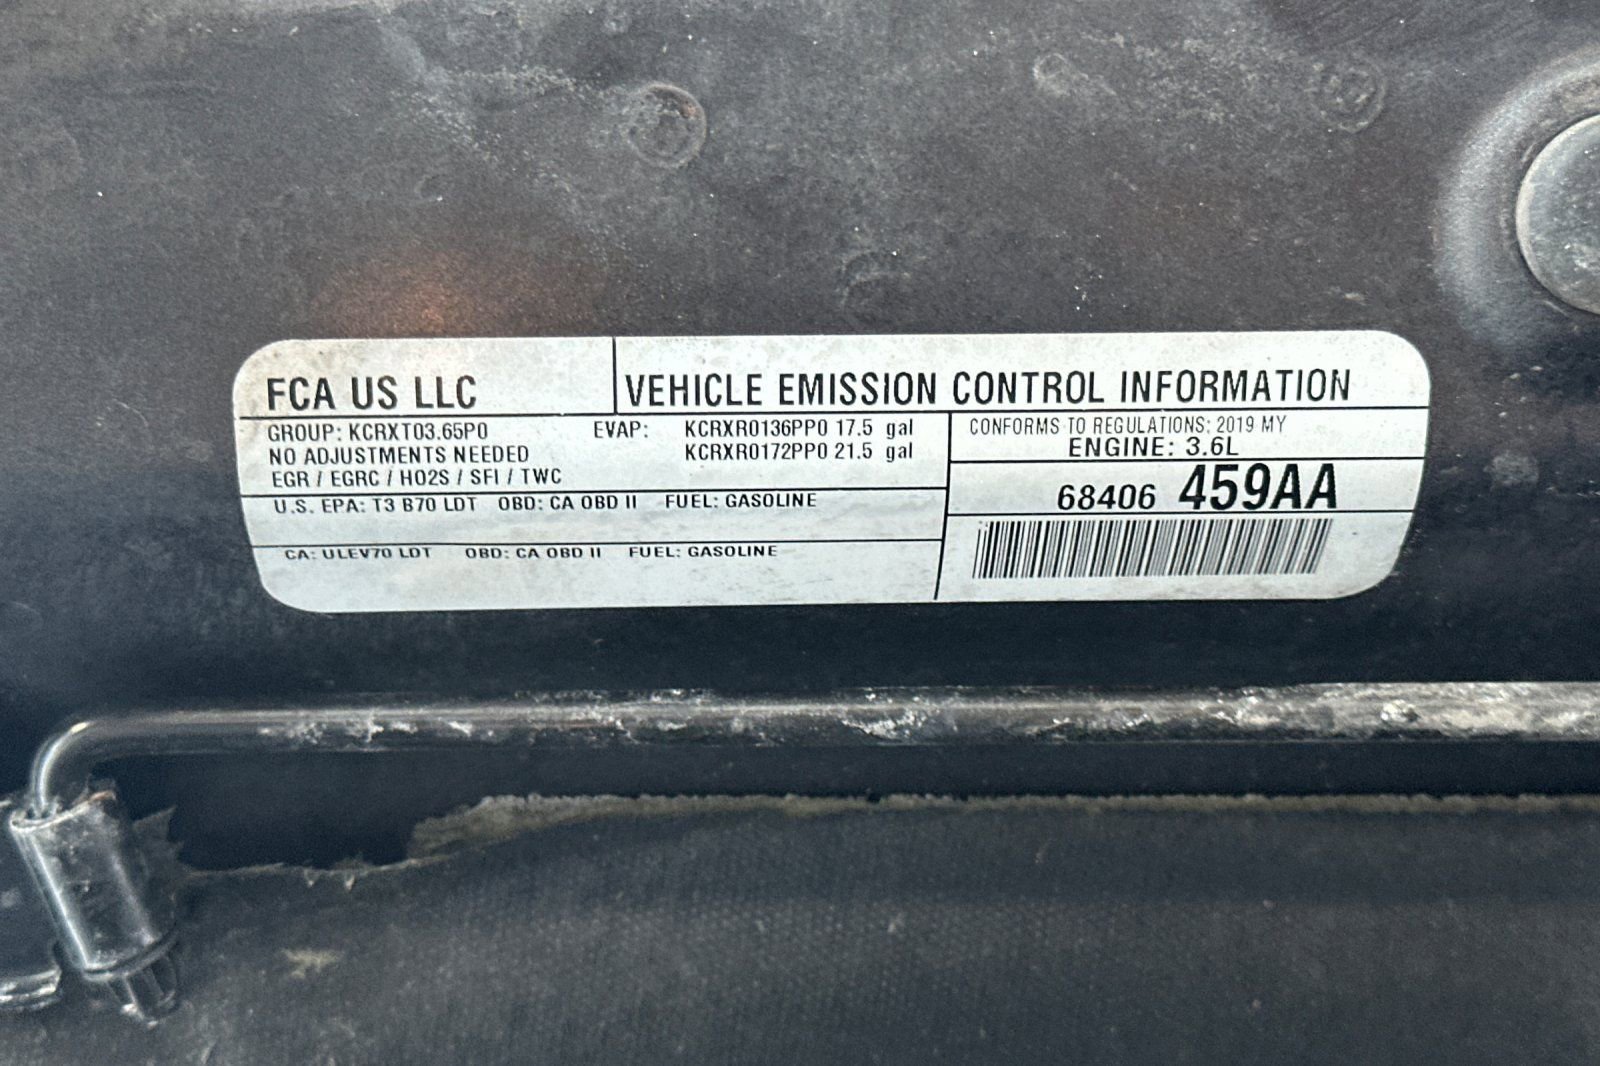 FCA US LLC
VEHICLE EMISSION CONTROL INFORMATION
GROUP: KCRXT03.65P0 EVAP: KCRXR0136PP0 17.5 gal
NO ADJUSTMENTS NEEDED KCRXR0172PP0 21.5 gal
EGR / EGRC / HO2S / SFI / TWC
U.S. EPA: T3 B70 LDT OBD: CA OBD II FUEL: GASOLINE
CA: ULEV70 LDT OBD: CA OBD II FUEL: GASOLINE
CONFORMS TO REGULATIONS: 2019 MY
ENGINE: 3.6L
68406 459AA